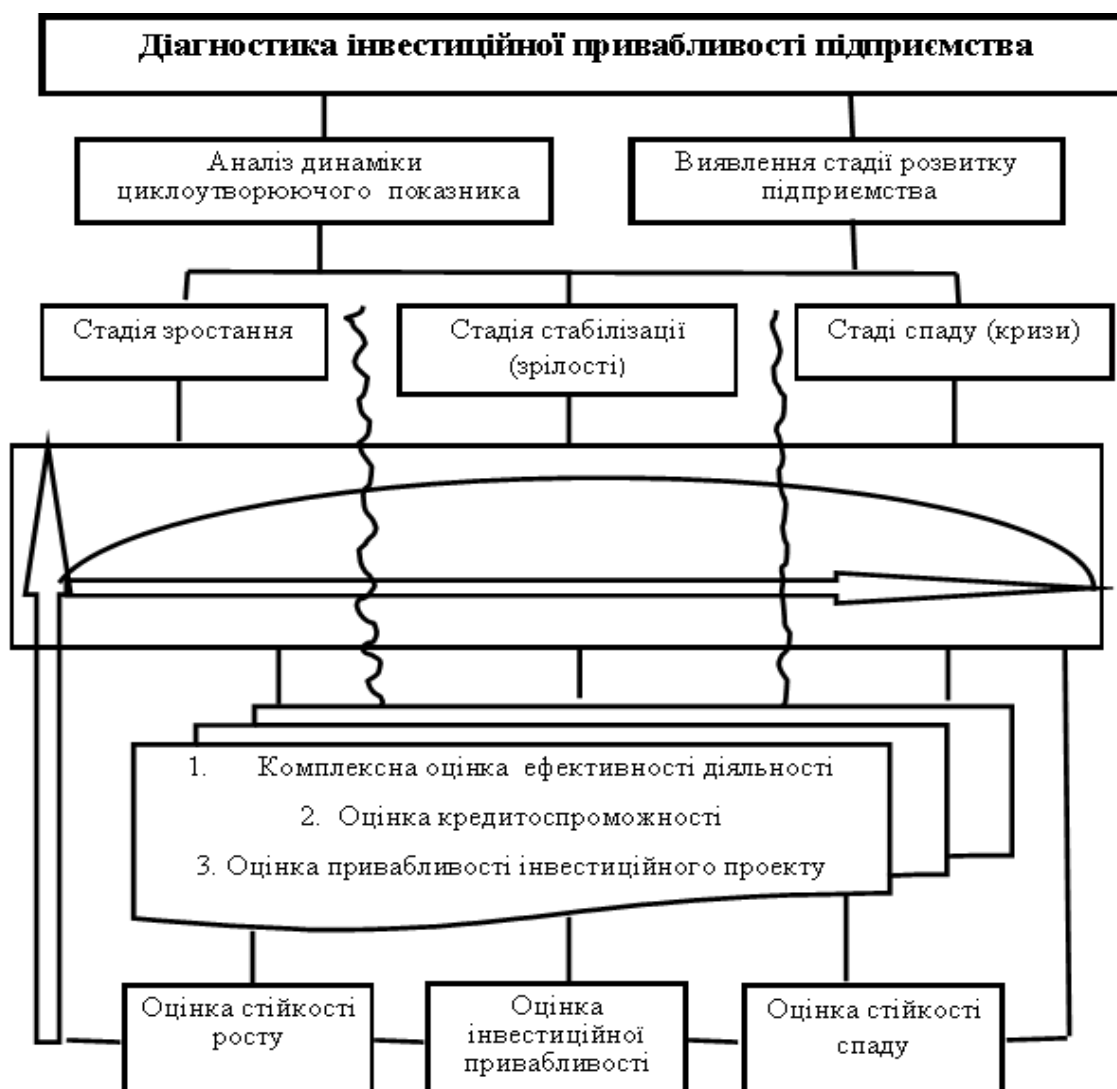 Діагностика інвестиційної привабливості підприємства
Аналіз динаміки
циклоутворюючого показника
Виявлення стадії розвитку
підприємства
Стадія зростання
Стадія стабілізації
(зрілості)
Стаді спаду (кризи)
1. Комплексна оцінка ефективності діяльності
2. Оцінка кредитоспроможності
3. Оцінка привабливості інвестиційного проекту
Оцінка стійкості
росту
Оцінка
інвестиційної
привабливості
Оцінка стійкості
спаду